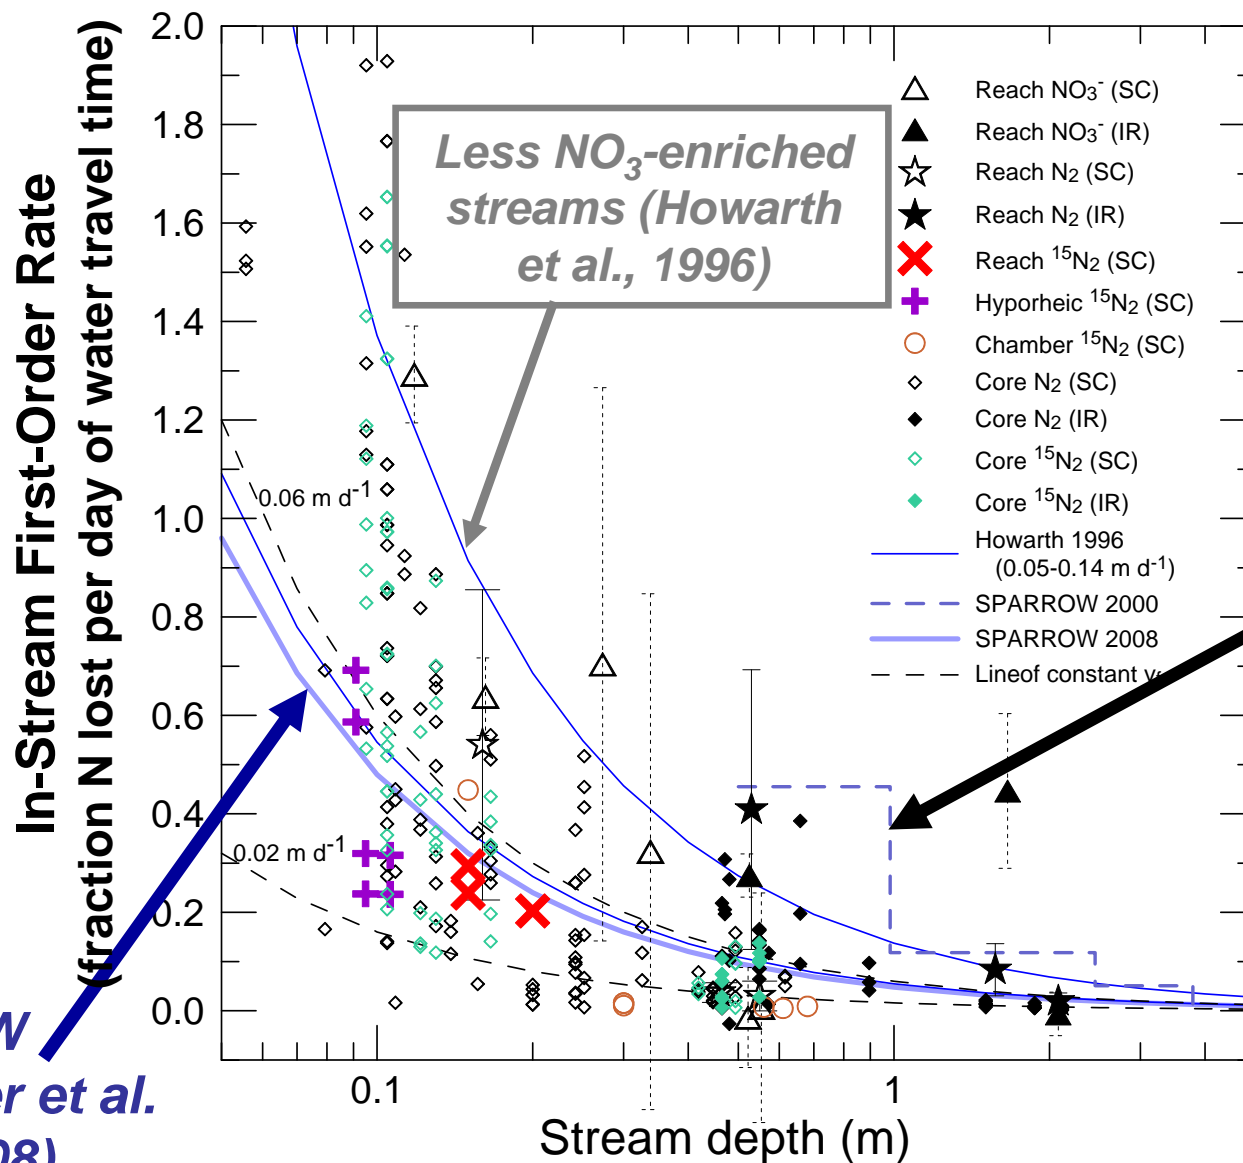 In-Stream First-Order Rate
(fraction N lost per day of water travel time)
2.0
1.8
1.6
1.4
1.2
1.0
0.8
0.6
0.4
0.2
0.0
Less NO₃-enriched
streams (Howarth
et al., 1996)
0.06 m d⁻¹
0.02 m d⁻¹
Reach NO₃⁻ (SC)
Reach NO₃⁻ (IR)
Reach N₂ (SC)
Reach N₂ (IR)
Reach ¹⁵N₂ (SC)
Hyporheic ¹⁵N₂ (SC)
Chamber ¹⁵N₂ (SC)
Core N₂ (SC)
Core N₂ (IR)
Core ¹⁵N₂ (SC)
Core ¹⁵N₂ (IR)
Howarth 1996
(0.05-0.14 m d⁻¹)
SPARROW 2000
SPARROW 2008
Lineof constant
0.1
1
Stream depth (m)
et al.